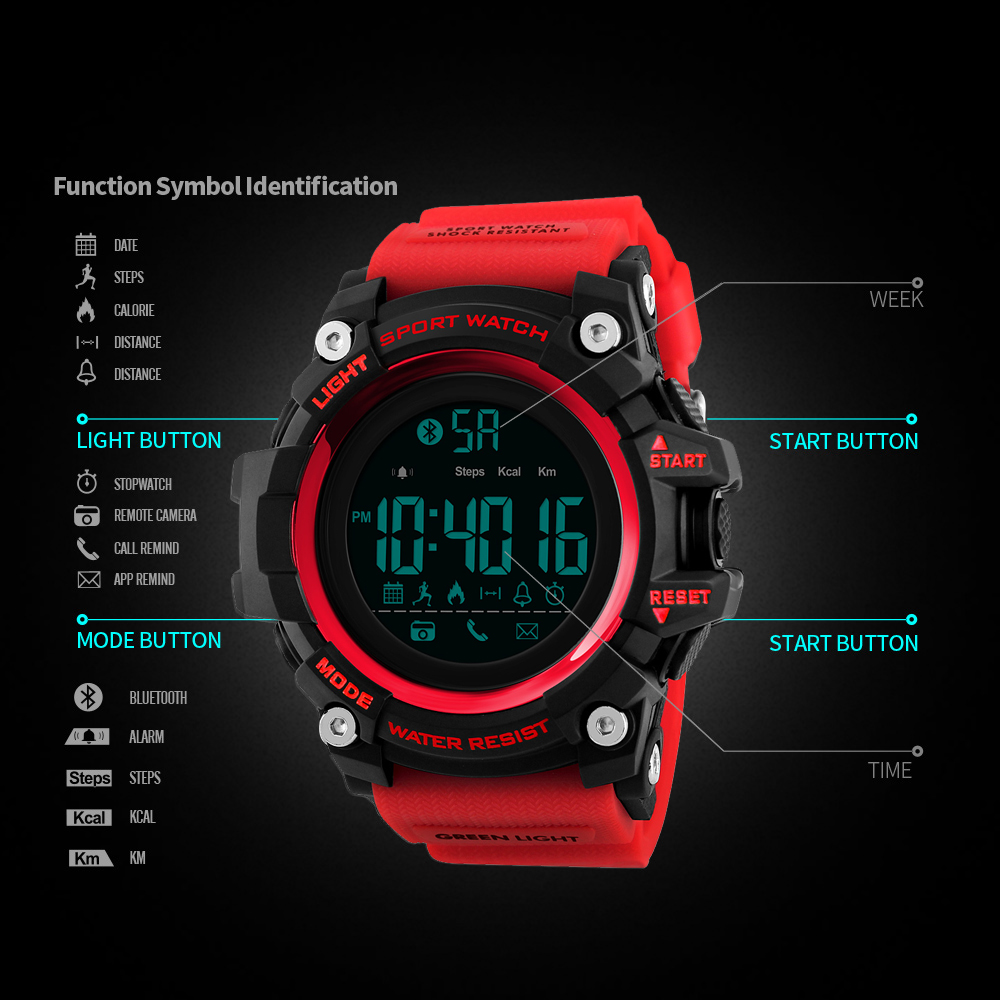 Function Symbol Identification
DATE
STEPS
CALORIE
DISTANCE
DISTANCE
LIGHT BUTTON
STOPWATCH
REMOTE CAMERA
CALL REMIND
APP REMIND
MODE BUTTON
BLUETOOTH
ALARM
Steps STEPS
Kcal KCAL
Km KM
SPORT WATCH
SHOCK RESISTANT
SPORT WATCH
LIGHT
SA
Steps Kcal Km
PM 10:40 16
MODE
WATER RESIST
GREEN LIGHT
START
RESET
WEEK
START BUTTON
START BUTTON
TIME